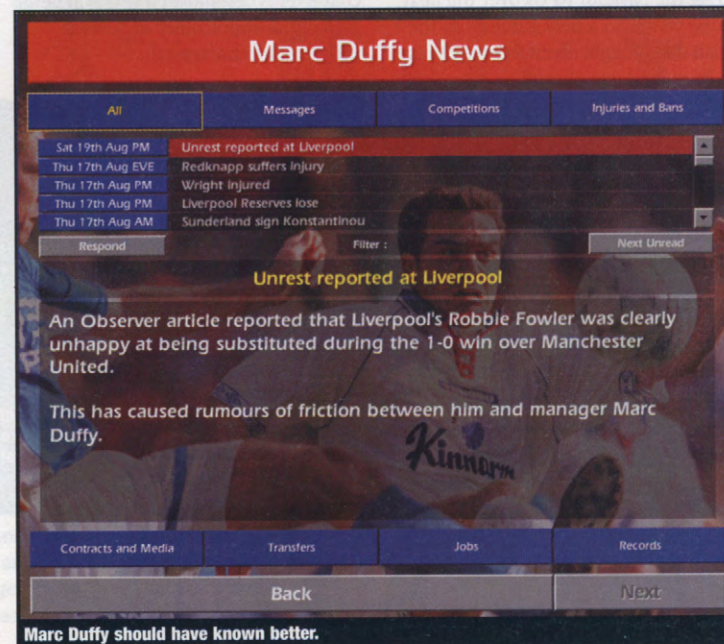 Marc Duffy News
All Messages Competitions Injuries and Bans
Sat 19th Aug PM Unrest reported at Liverpool
Thu 17th Aug EVE Redknapp suffers injury
Thu 17th Aug PM Wright injured
Thu 17th Aug PM Liverpool Reserves lose
Thu 17th Aug AM Sunderland sign Konstantinou
Respond Filter : Next Unread
Unrest reported at Liverpool
An Observer article reported that Liverpool's Robbie Fowler was clearly
unhappy at being substituted during the 1-0 win over Manchester
United.
This has caused rumours of friction between him and manager Marc
Duffy.
Kinnarps
Contracts and Media Transfers Jobs Records
Back Next
Marc Duffy should have known better.